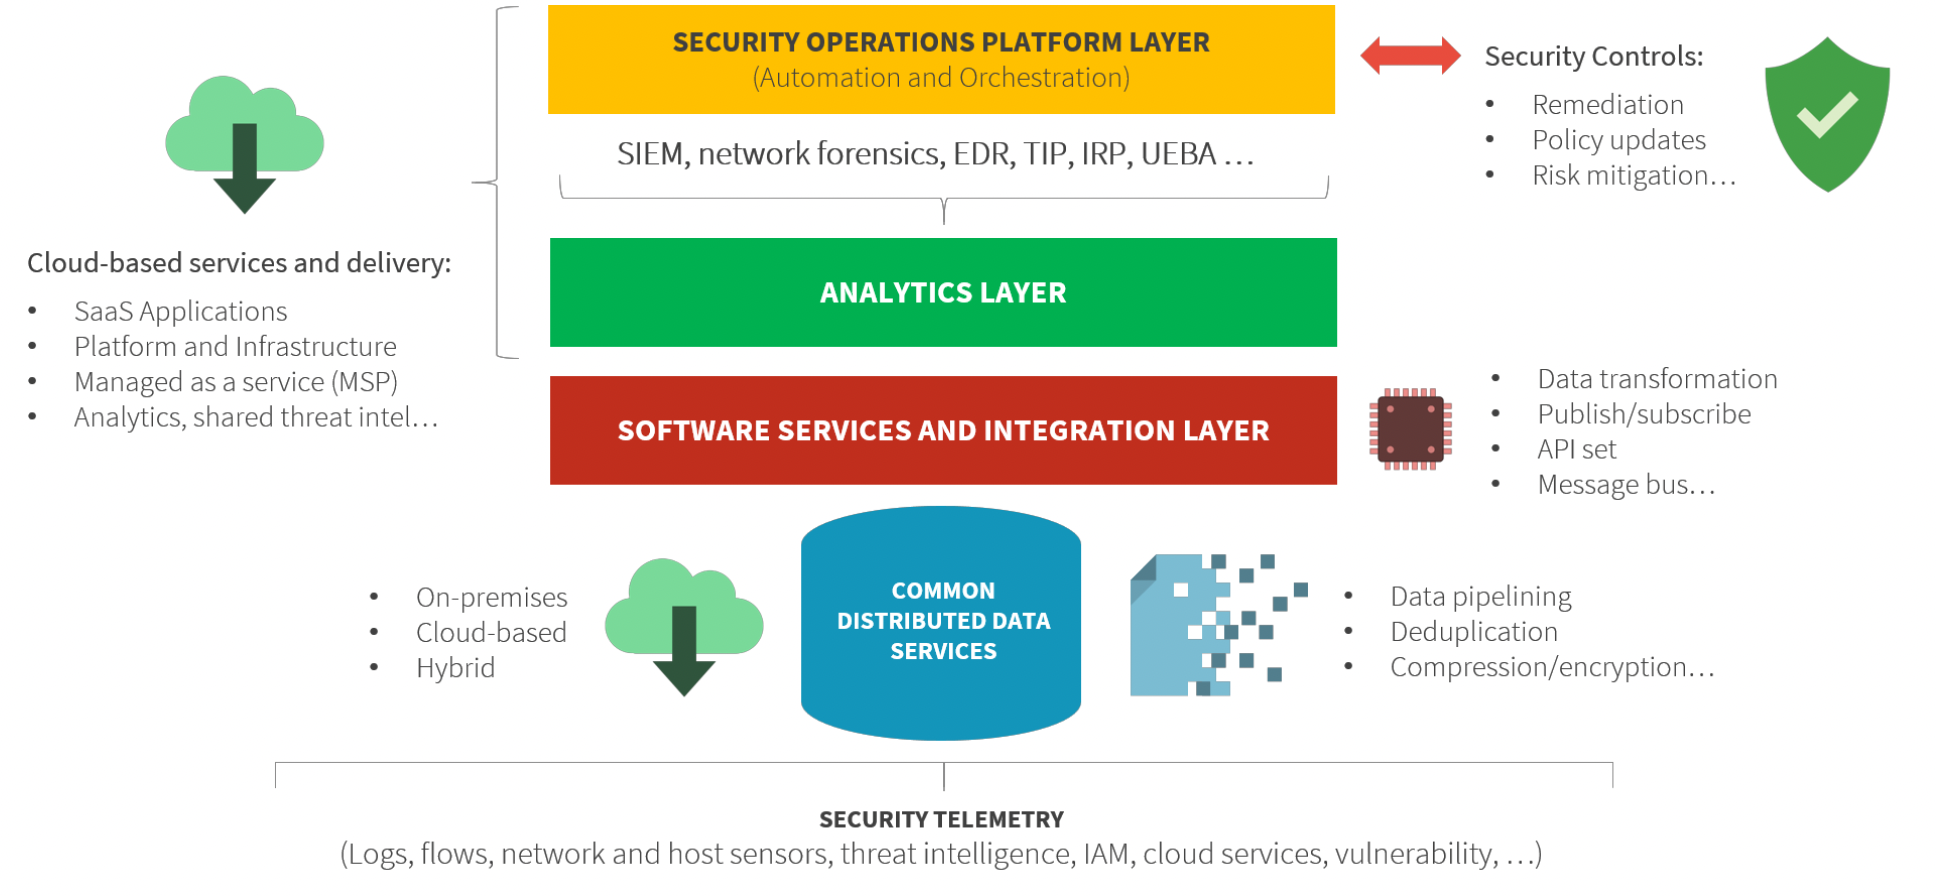 SECURITY OPERATIONS PLATFORM LAYER
(Automation and Orchestration)
Security Controls:
• Remediation
• Policy updates
• Risk mitigation...
SIEM, network forensics, EDR, TIP, IRP, UEBA ...
Cloud-based services and delivery:
• SaaS Applications
• Platform and Infrastructure
• Managed as a service (MSP)
• Analytics, shared threat intel...
ANALYTICS LAYER
SOFTWARE SERVICES AND INTEGRATION LAYER
• Data transformation
• Publish/subscribe
• API set
• Message bus...
• On-premises
• Cloud-based
• Hybrid
COMMON
DISTRIBUTED DATA
SERVICES
• Data pipelining
• Deduplication
• Compression/encryption...
SECURITY TELEMETRY
(Logs, flows, network and host sensors, threat intelligence, IAM, cloud services, vulnerability, ...)